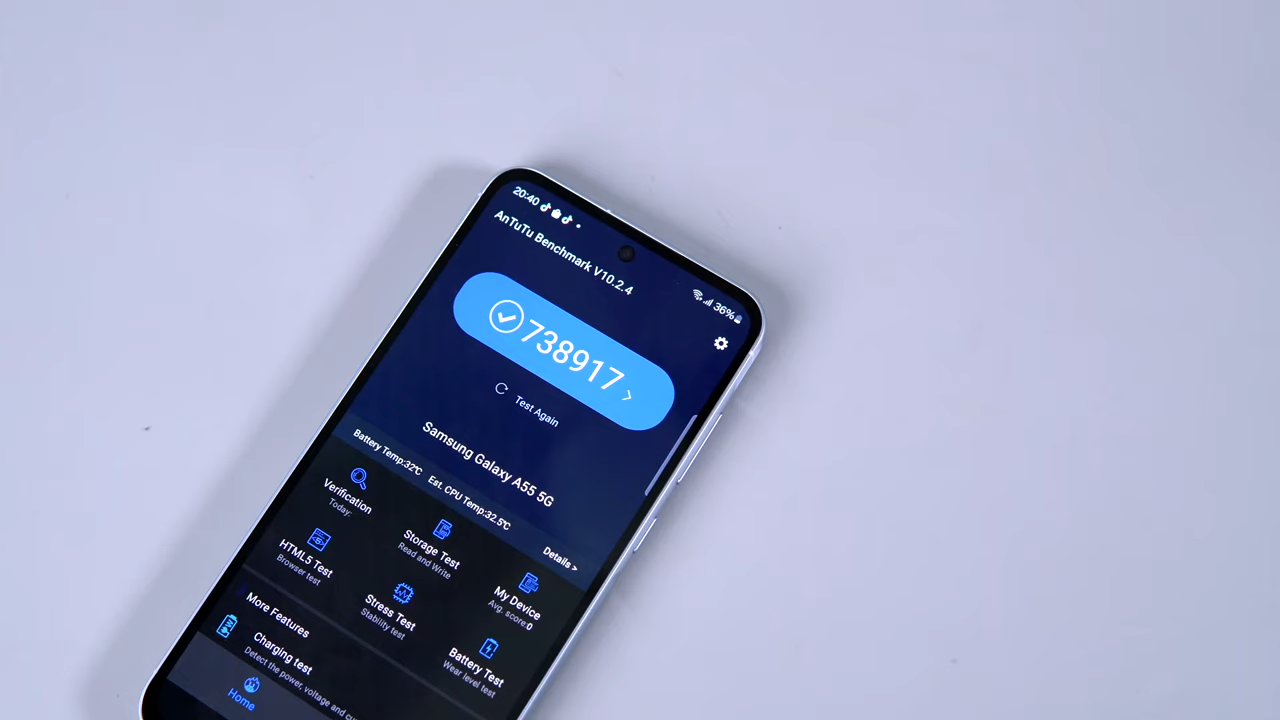 20:40
36%
AnTuTu Benchmark V10.2.4
738917
Test Again
Samsung Galaxy A55 5G
Battery Temp:32℃ Est. CPU Temp:32.5℃
Details >
Verification
Today:
Storage Test
Read and Write
My Device
Avg. score:0
HTML5 Test
Browser test
Stress Test
Stability test
Battery Test
Wear level test
More Features
Charging test
Detect the power, voltage and cu
Home